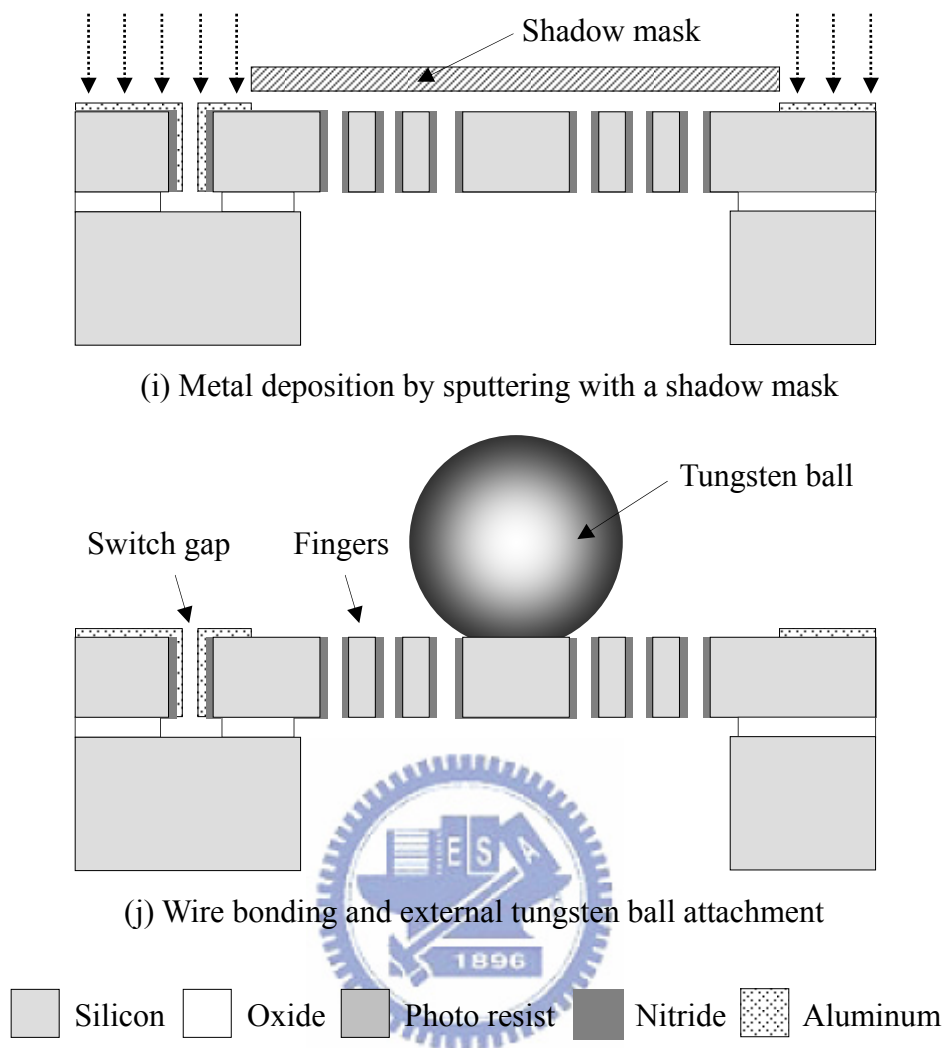 Shadow mask
(i) Metal deposition by sputtering with a shadow mask
Tungsten ball
Switch gap
Fingers
E S A
(j) Wire bonding and external tungsten ball attachment
1896
Silicon
Oxide
Photo resist
Nitride
Aluminum